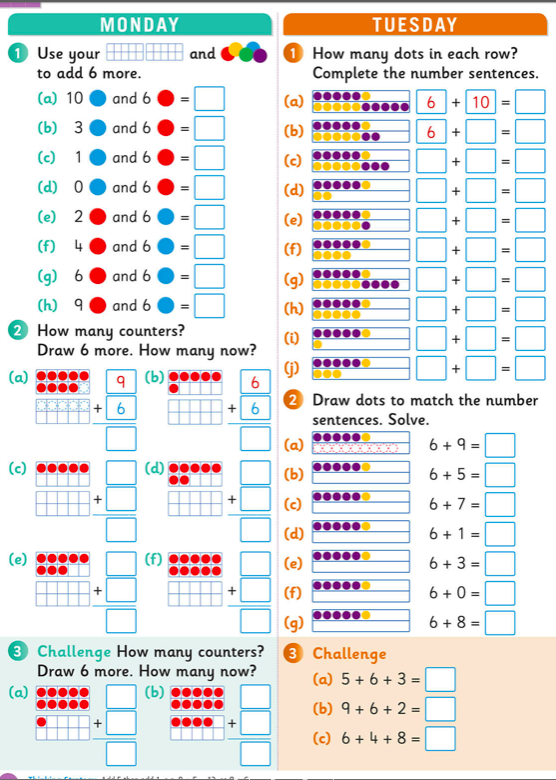 MONDAY
1 Use your and
to add 6 more.
(a) 10 and 6 =
(b) 3 and 6 =
(c) 1 and 6 =
(d) 0 and 6 =
(e) 2 and 6 =
(f) 4 and 6 =
(g) 6 and 6 =
(h) 9 and 6 =
2 How many counters?
Draw 6 more. How many now?
(a) 9
+ 6
(b) 6
+ 6
(c)
+
(d)
+
(e)
+
(f)
+
3 Challenge How many counters?
Draw 6 more. How many now?
(a)
+
(b)
+
TUESDAY
1 How many dots in each row?
Complete the number sentences.
(a) 6 + 10 =
(b) 6 + =
(c) + =
(d) + =
(e) + =
(f) + =
(g) + =
(h) + =
(i) + =
(j) + =
2 Draw dots to match the number
sentences. Solve.
(a) 6 + 9 =
(b) 6 + 5 =
(c) 6 + 7 =
(d) 6 + 1 =
(e) 6 + 3 =
(f) 6 + 0 =
(g) 6 + 8 =
3 Challenge
(a) 5 + 6 + 3 =
(b) 9 + 6 + 2 =
(c) 6 + 4 + 8 =